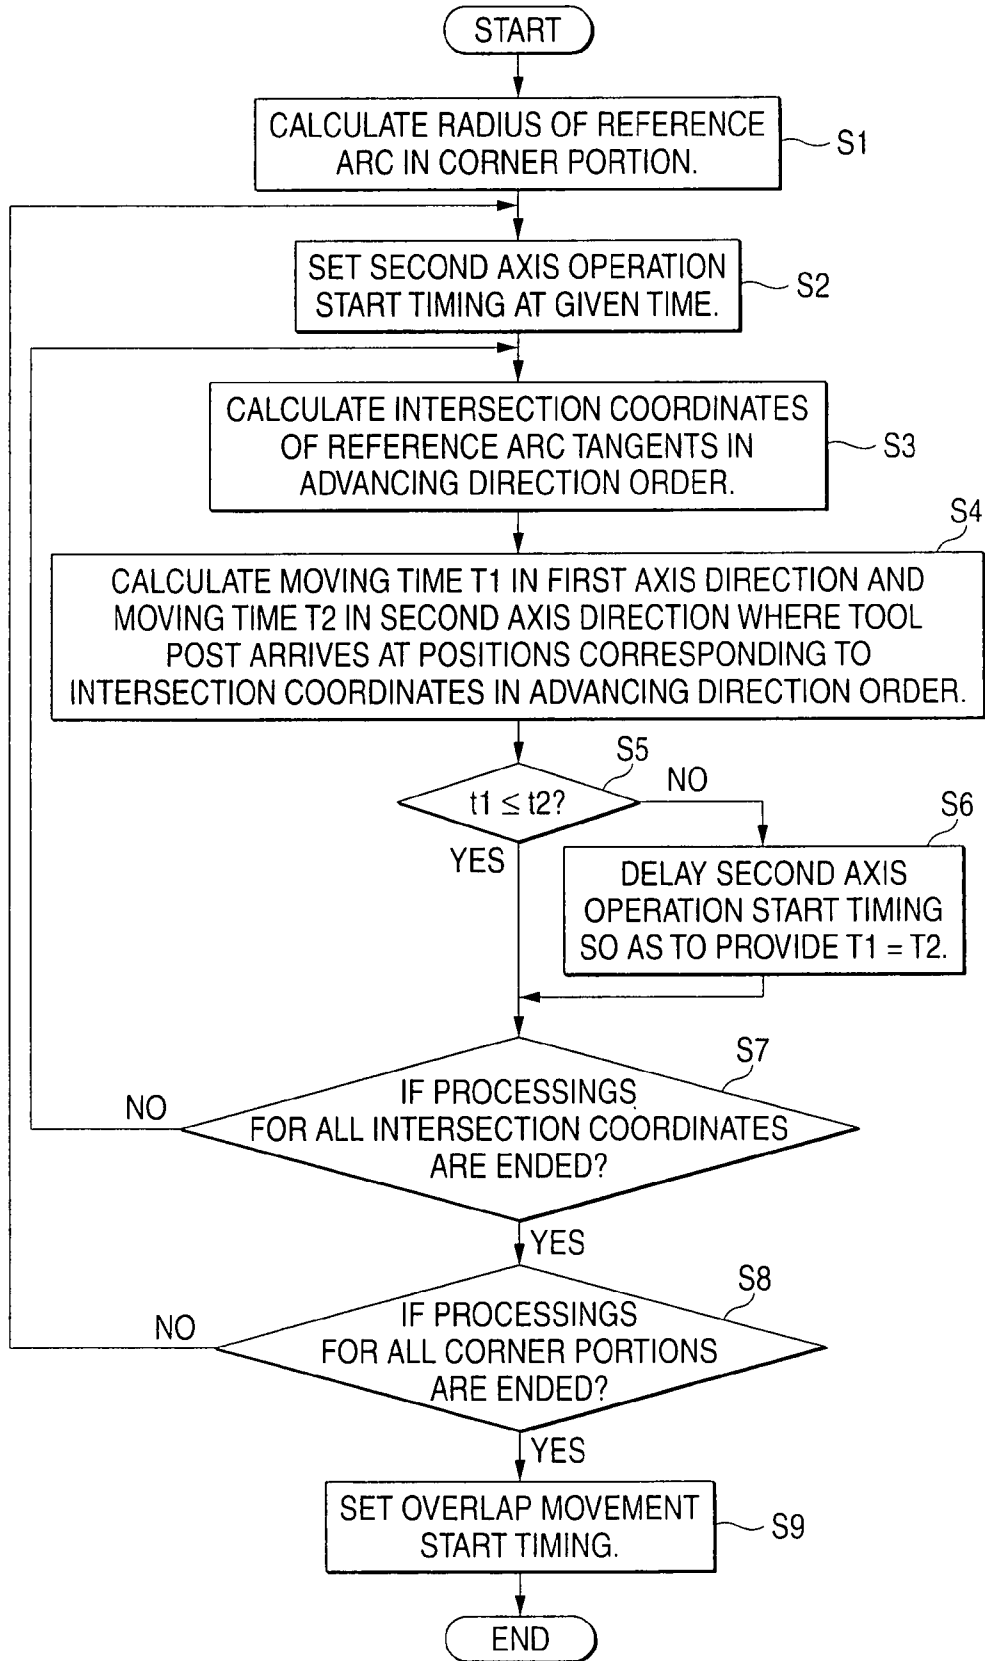 START
CALCULATE RADIUS OF REFERENCE
ARC IN CORNER PORTION.
S1
SET SECOND AXIS OPERATION
START TIMING AT GIVEN TIME.
S2
CALCULATE INTERSECTION COORDINATES
OF REFERENCE ARC TANGENTS IN
ADVANCING DIRECTION ORDER.
S3
S4
CALCULATE MOVING TIME T1 IN FIRST AXIS DIRECTION AND
MOVING TIME T2 IN SECOND AXIS DIRECTION WHERE TOOL
POST ARRIVES AT POSITIONS CORRESPONDING TO
INTERSECTION COORDINATES IN ADVANCING DIRECTION ORDER.
S5
t1 ≤ t2?
NO
YES
S6
DELAY SECOND AXIS
OPERATION START TIMING
SO AS TO PROVIDE T1 = T2.
S7
IF PROCESSINGS
FOR ALL INTERSECTION COORDINATES
ARE ENDED?
NO
YES
S8
IF PROCESSINGS
FOR ALL CORNER PORTIONS
ARE ENDED?
NO
YES
SET OVERLAP MOVEMENT
START TIMING.
S9
END